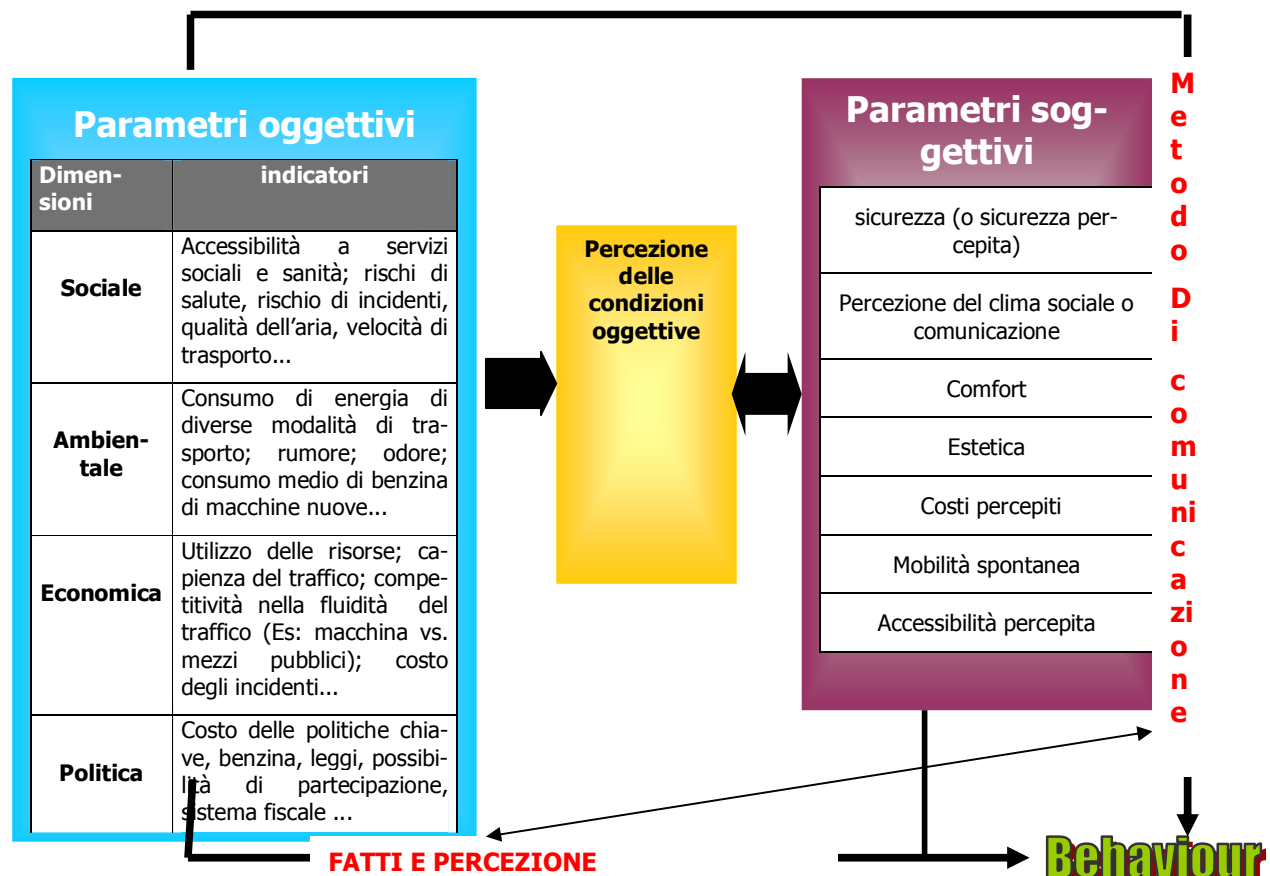 Parametri oggettivi
Dimen-
sioni
indicatori
Sociale
Accessibilità a servizi
sociali e sanità; rischi di
salute, rischio di incidenti,
qualità dell'aria, velocità di
trasporto...
Ambien-
tale
Consumo di energia di
diverse modalità di tra-
sporto; rumore; odore;
consumo medio di benzina
di macchine nuove...
Economica
Utilizzo delle risorse; ca-
pienza del traffico; compe-
titività nella fluidità del
traffico (Es: macchina vs.
mezzi pubblici); costo
degli incidenti...
Politica
Costo delle politiche chia-
ve, benzina, leggi, possibi-
lità di partecipazione,
sistema fiscale ...
Percezione
delle
condizioni
oggettive
Parametri sog-
gettivi
sicurezza (o sicurezza per-
cepita)
Percezione del clima sociale o
comunicazione
Comfort
Estetica
Costi percepiti
Mobilità spontanea
Accessibilità percepita
M
e
t
o
d
o
D
i
c
o
m
u
ni
c
a
zi
o
n
e
FATTI E PERCEZIONE
Behaviour